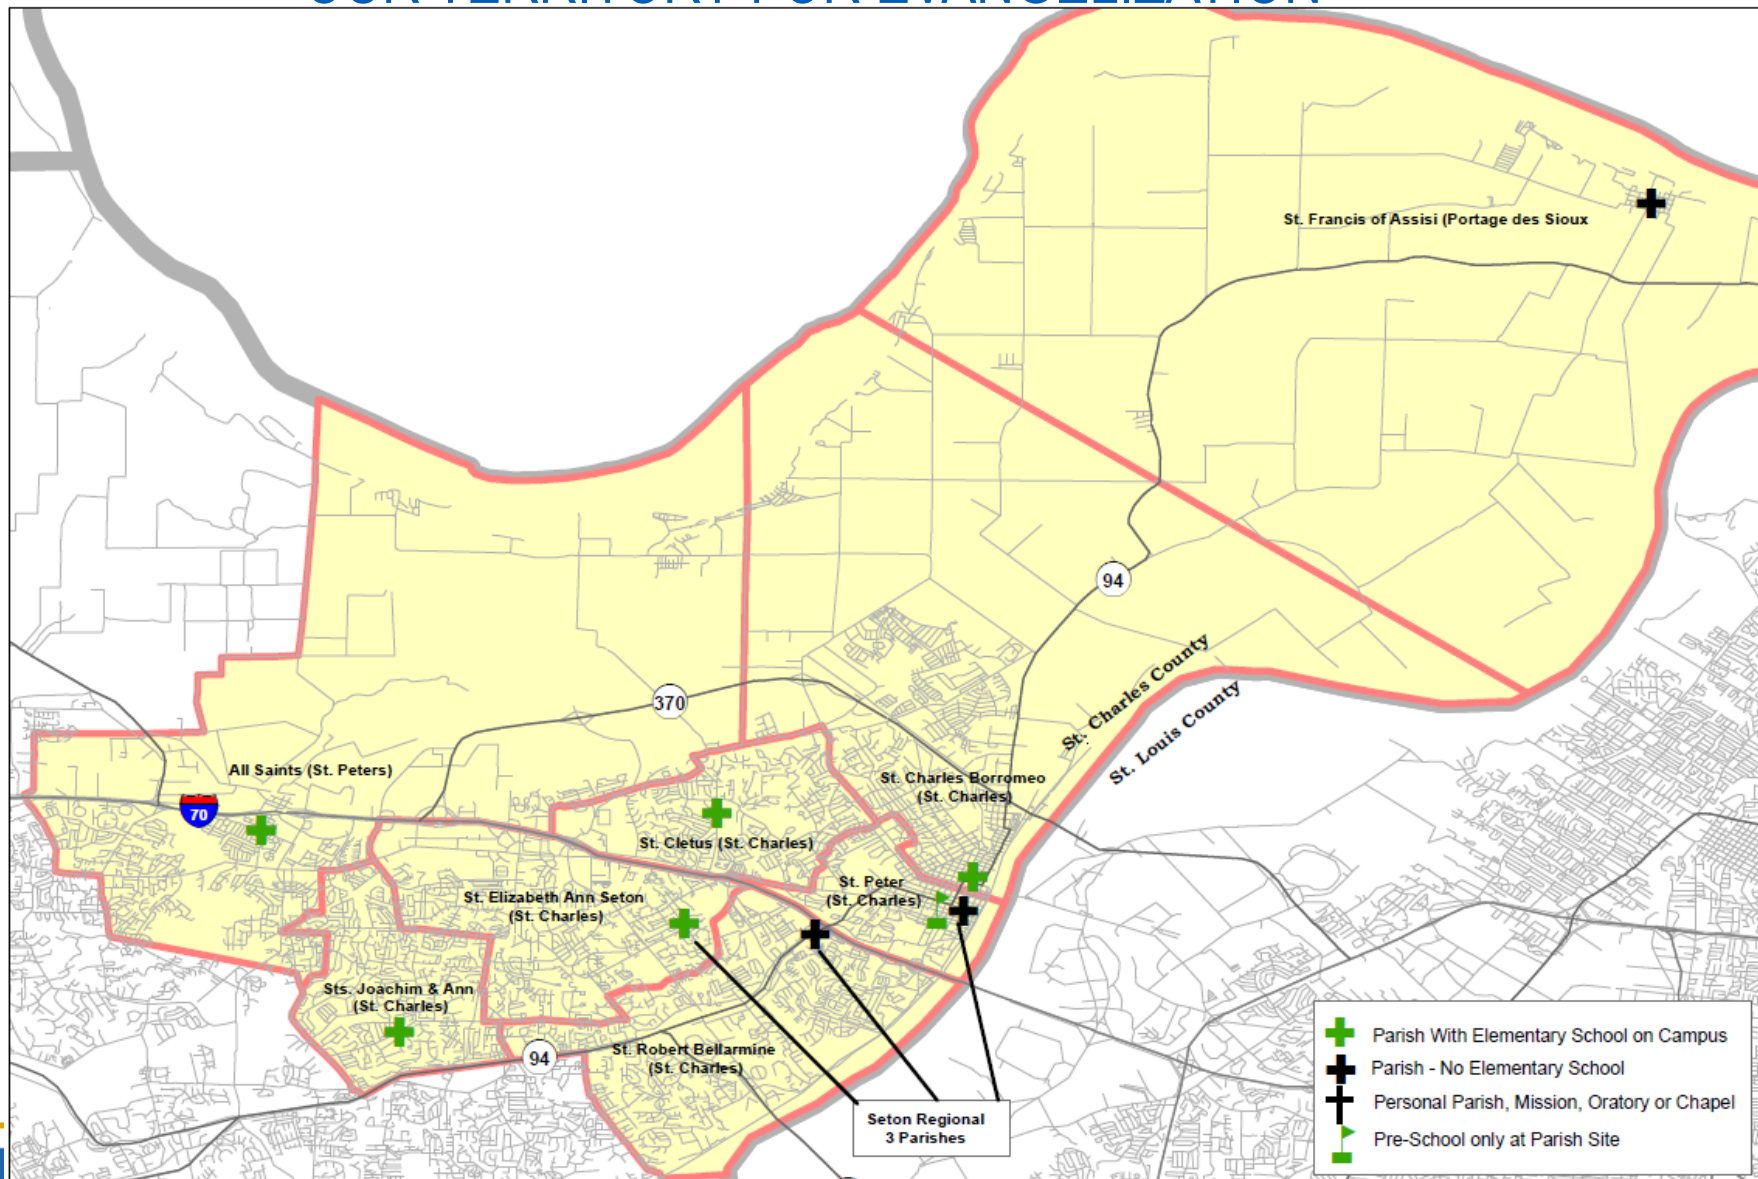 OUR TERRITORY FOR EVANGELIZATION
St. Francis of Assisi (Portage des Sioux
94
St. Charles County
St. Louis County
370
All Saints (St. Peters)
70
St. Charles Borromeo
(St. Charles)
St. Cletus (St. Charles)
St. Peter
(St. Charles)
St. Elizabeth Ann Seton
(St. Charles)
Sts. Joachim & Ann
(St. Charles)
94
St. Robert Bellarmine
(St. Charles)
Seton Regional
3 Parishes
Parish With Elementary School on Campus
Parish - No Elementary School
Personal Parish, Mission, Oratory or Chapel
Pre-School only at Parish Site